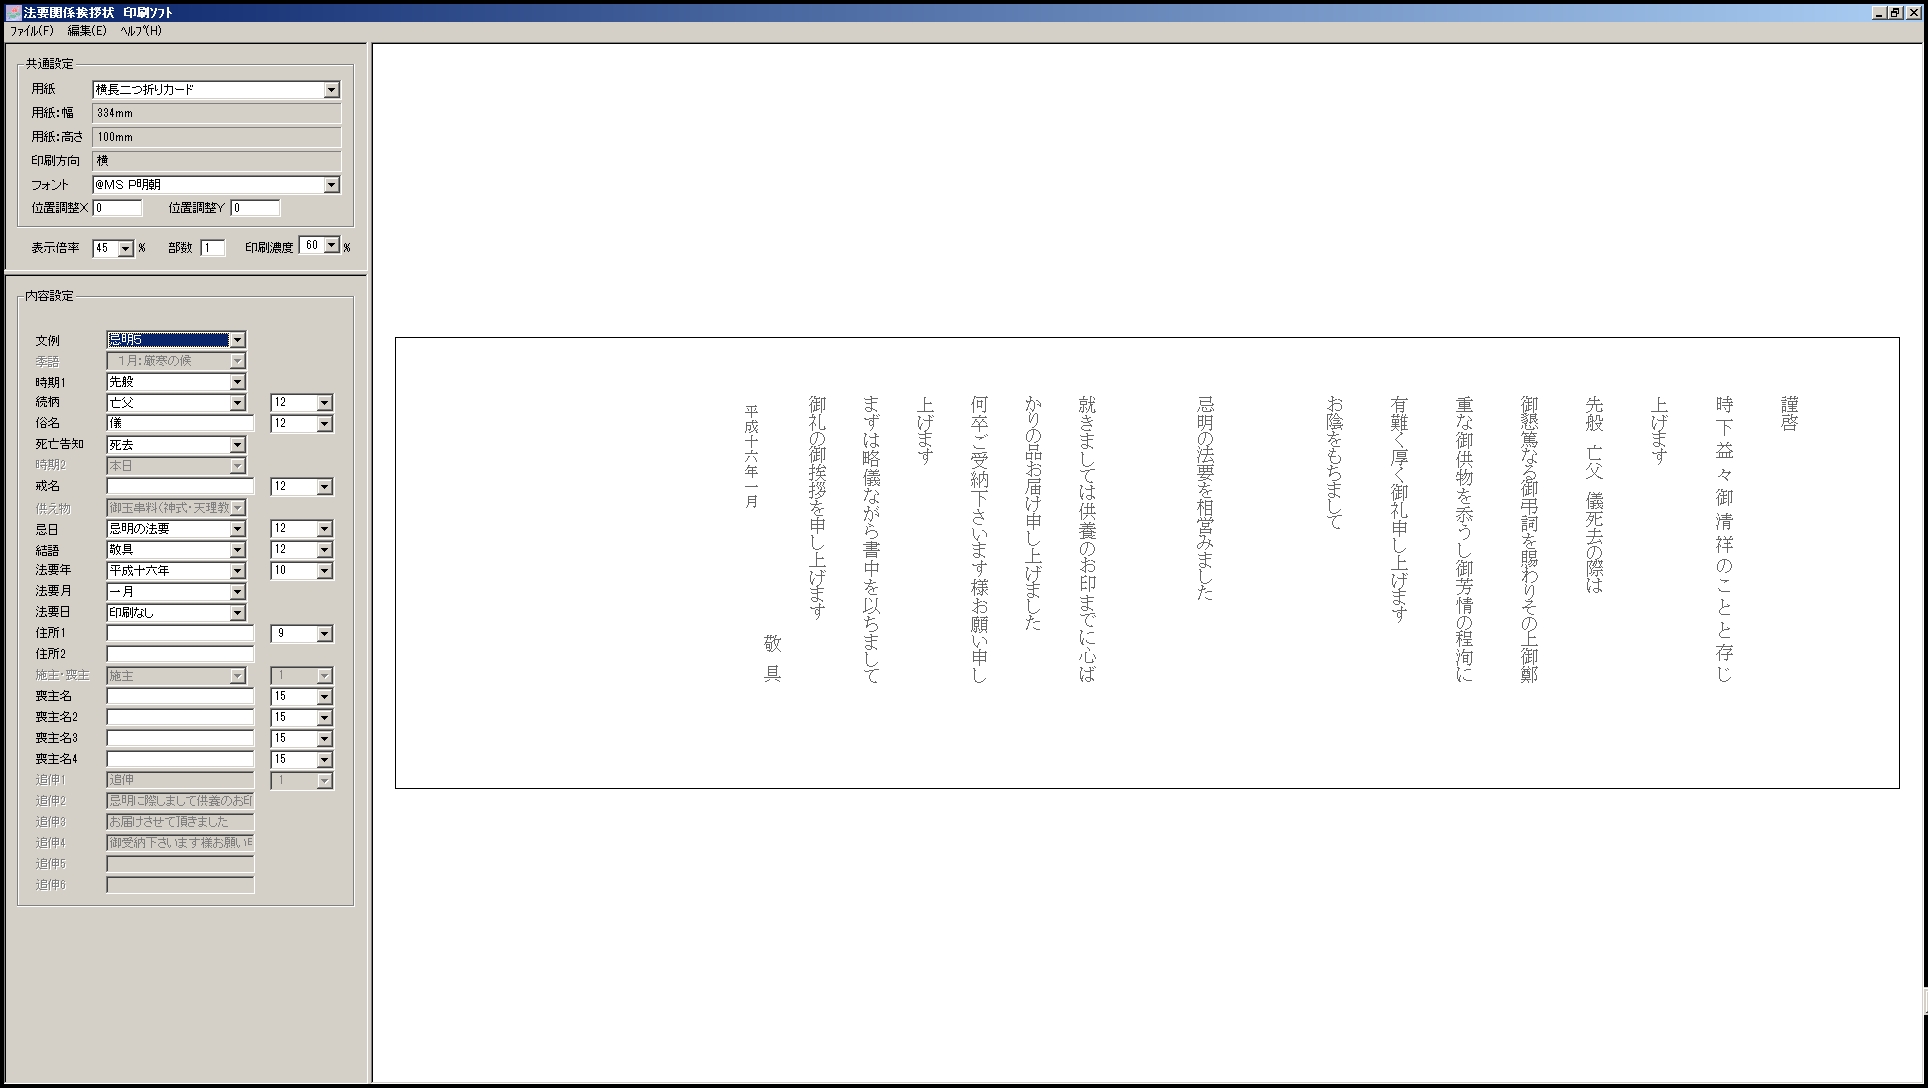 法要関係挨拶状 印刷ソフト
ファイル(F) 編集(E) ヘルプ(H)
共通設定
用紙 横長二つ折りカード
用紙:幅 334mm
用紙:高さ 100mm
印刷方向 横
フォント @MS P明朝
位置調整X 0 位置調整Y 0
表示倍率 45 % 部数 1 印刷濃度 60 %
内容設定
文例 忌明5
季語 1月:厳寒の候
時期1 先般
続柄 亡父 12
俗名 儀 12
死亡告知 死去
時期2 本日
戒名 12
供え物 御玉串料(神式・天理教
忌日 忌明の法要 12
結語 敬具 12
法要年 平成十六年 10
法要月 一月
法要日 印刷なし
住所1 9
住所2
施主・喪主 施主 1
喪主名 15
喪主名2 15
喪主名3 15
喪主名4 15
追伸1 追伸 1
追伸2 忌明に際しまして供養のお印
追伸3 お届けさせて頂きました
追伸4 御受納下さいます様お願い
追伸5
追伸6
謹啓
時下益々御清祥のことと存じ
上げます
先般 亡父 儀死去の際は
御懇篤なる御弔詞を賜わりその上御鄭
重な御供物を忝うし御芳情の程洵に
有難く厚く御礼申し上げます
お陰をもちまして
忌明の法要を相営みました
就きましては供養のお印までに心ば
かりの品お届け申し上げました
何卒ご受納下さいます様お願い申し
上げます
まずは略儀ながら書中を以ちまして
御礼の御挨拶を申し上げます
敬具
平成十六年一月